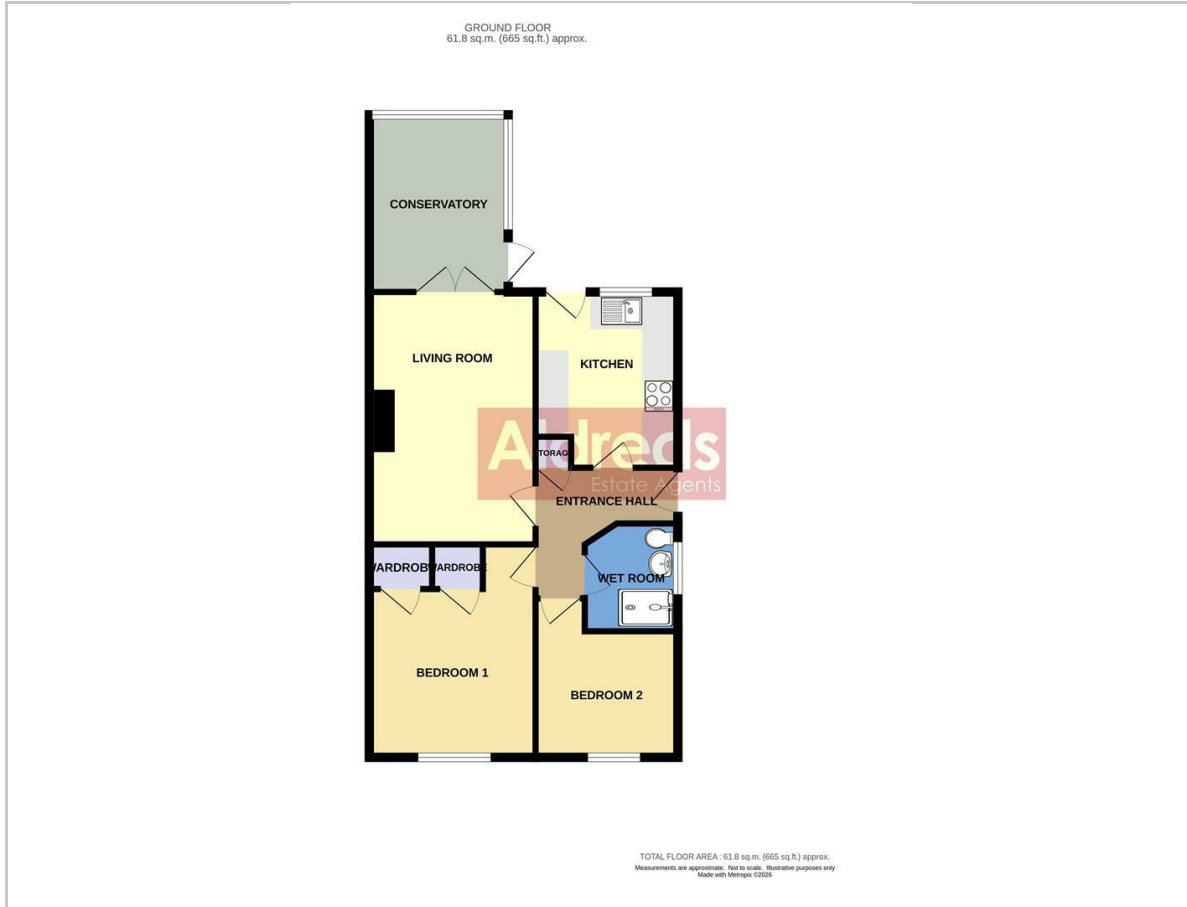 GROUND FLOOR
61.8 sq.m. (665 sq.ft.) approx.
CONSERVATORY
LIVING ROOM
KITCHEN
Aldreds
TORAG
Estate Agents
ENTRANCE HALL
WARDROBE
WARDROBE
WET ROOM
BEDROOM 1
BEDROOM 2
TOTAL FLOOR AREA : 61.8 sq.m. (665 sq.ft.) approx.
Measurements are approximate. Not to scale. Illustrative purposes only
Made with Metropix ©2026